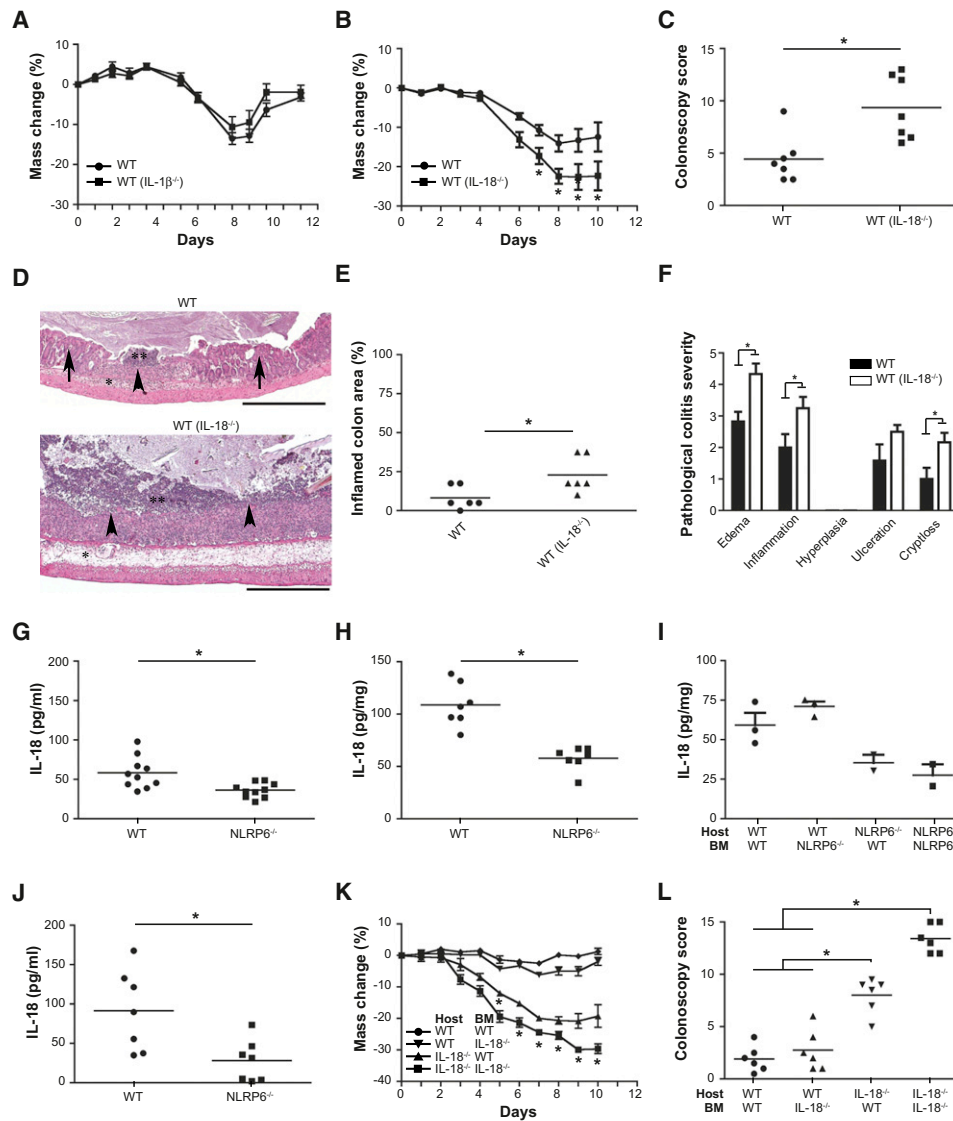 A
Mass change (%)
10
0
-10
-20
-30
WT
WT (IL-1β-/-)
0 2 4 6 8 10 12
Days
B
Mass change (%)
10
0
-10
-20
-30
WT
WT (IL-18-/-)
* * * *
0 2 4 6 8 10 12
Days
C
Colonoscopy score
15
10
5
0
*
WT WT (IL-18-/-)
D
WT
**
*
WT (IL-18-/-)
**
*
E
Inflamed colon area (%)
100
75
50
25
0
*
WT
WT (IL-18-/-)
F
Pathological colitis severity
5
4
3
2
1
0
WT
WT (IL-18-/-)
* * *
Edema
Inflammation
Hyperplasia
Ulceration
Cryptloss
G
IL-18 (pg/ml)
200
150
100
50
0
*
WT NLRP6-/-
H
IL-18 (pg/mg)
150
100
50
0
*
WT NLRP6-/-
I
IL-18 (pg/mg)
100
75
50
25
0
Host WT WT NLRP6-/- NLRP6
BM WT NLRP6-/- WT NLRP6
J
IL-18 (pg/ml)
200
150
100
50
0
*
WT NLRP6-/-
K
Mass change (%)
10
0
-10
-20
-30
-40
Host BM
WT WT
WT IL-18-/-
IL-18-/- WT
IL-18-/- IL-18-/-
* * * * * *
0 2 4 6 8 10 12
Days
L
Colonoscopy score
15
10
5
0
*
*
Host WT WT IL-18-/- IL-18-/-
BM WT IL-18-/- WT IL-18-/-